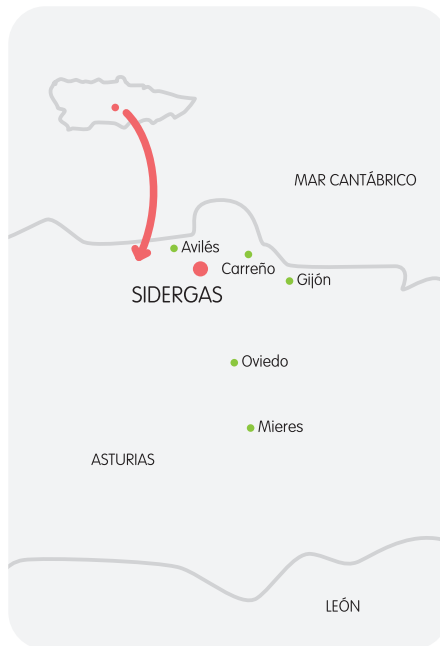 MAR CANTÁBRICO
Avilés
Carreño
Gijón
SIDERGAS
Oviedo
Mieres
ASTURIAS
LEÓN